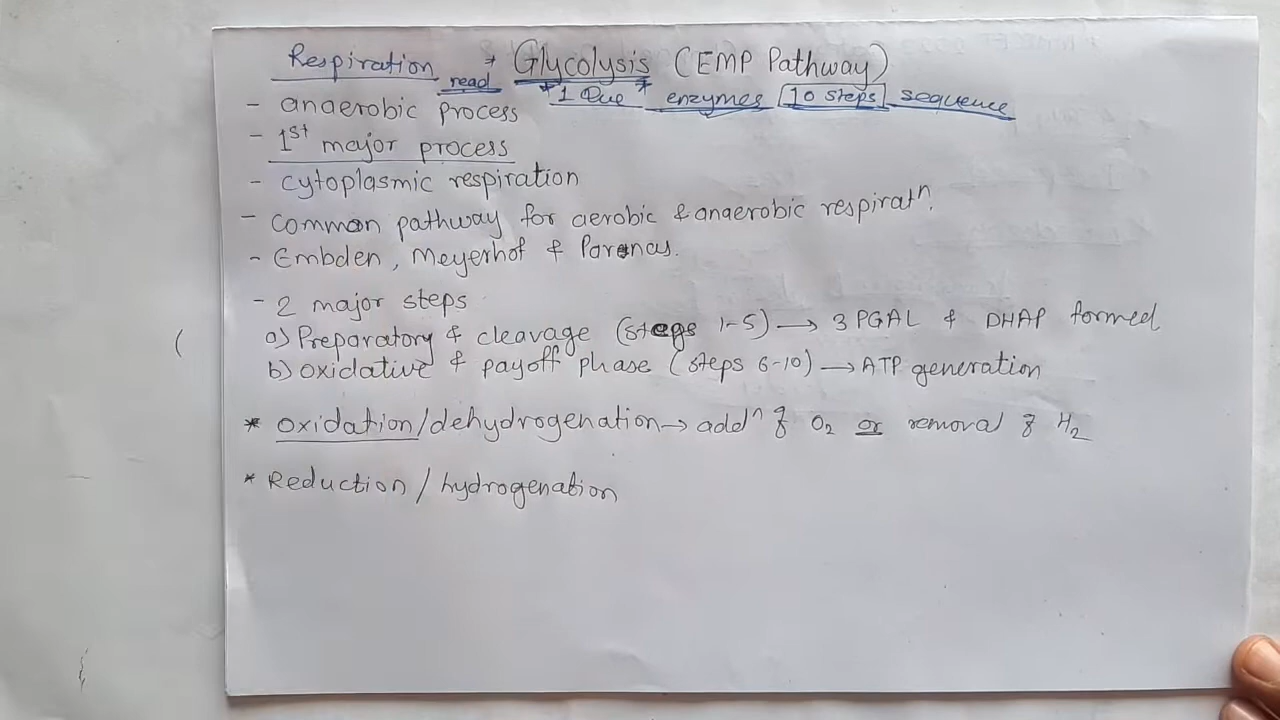 Respiration * Glycolysis (EMP Pathway)
read *1 Que* enzymes 10 steps sequence
- anaerobic process
- 1st major process
- cytoplasmic respiration
- common pathway for aerobic & anaerobic respiratn.
- Embden, Meyerhof & Parenas.
- 2 major steps
a) Preparatory & cleavage (steps 1-5) → 3 PGAL & DHAP formed
b) oxidative & payoff phase (steps 6-10) → ATP generation
* oxidation/dehydrogenation → addn of O2 or removal of H2
* Reduction / hydrogenation